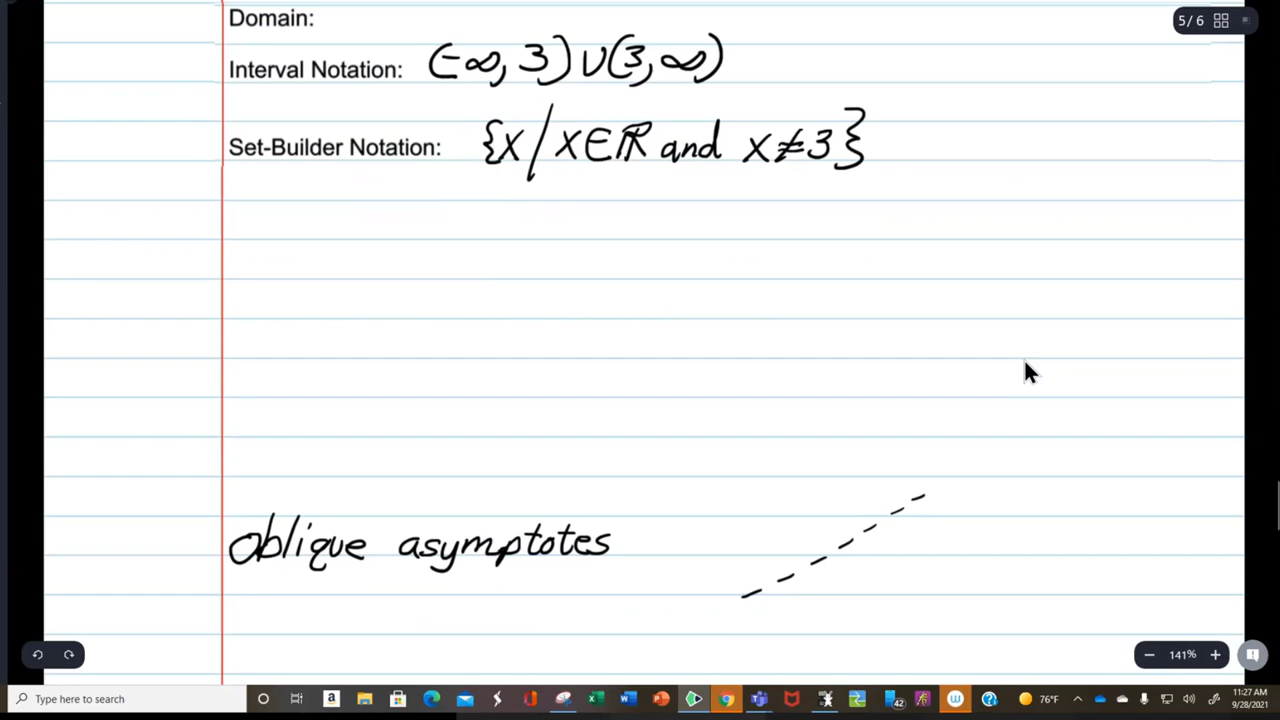 Domain:
5/6
Interval Notation: (-∞, 3) ∪ (3, ∞)
Set-Builder Notation: {x / x∈ℝ and x≠3}
oblique asymptotes
141%
Type here to search
42
76°F
11:27 AM
9/28/2021